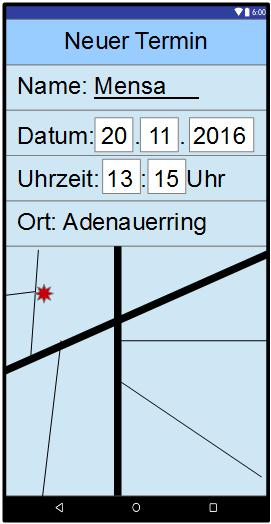 6:00
Neuer Termin
Name: Mensa
Datum: 20 . 11 . 2016
Uhrzeit: 13 : 15 Uhr
Ort: Adenauerring